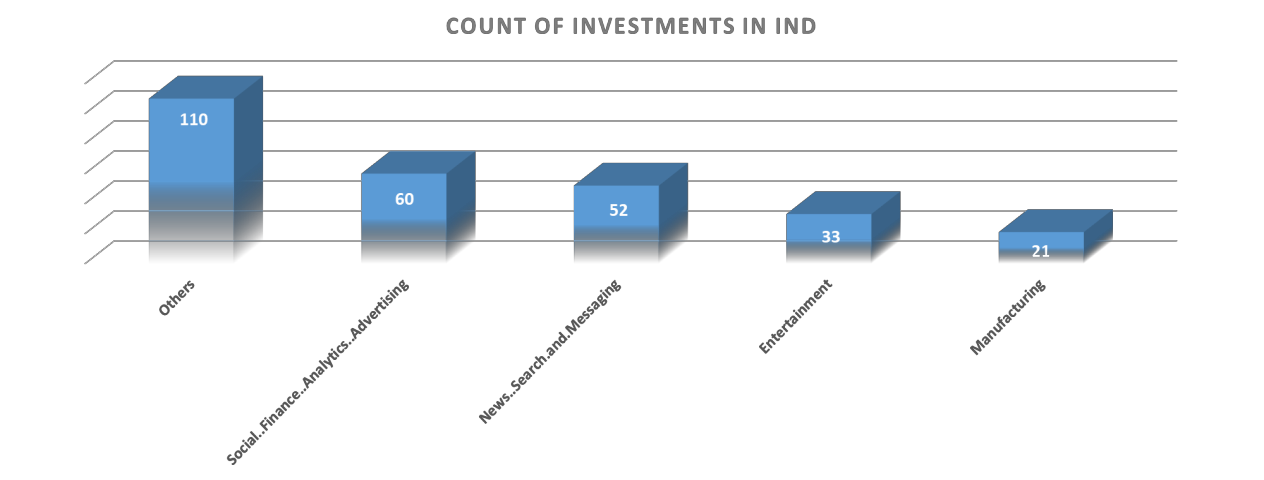 COUNT OF INVESTMENTS IN IND
110
60
52
33
21
Others
Social..Finance..Analytics..Advertising
News..Search.and.Messaging
Entertainment
Manufacturing